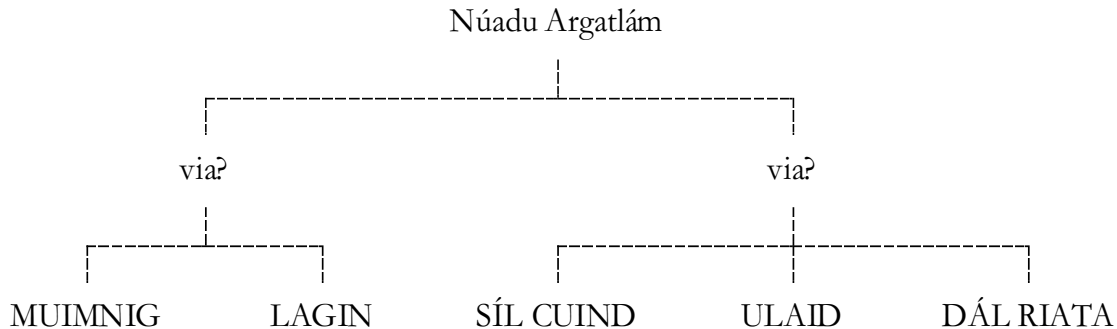 Núadu Argatlám
via? via?
MUIMNIG LAGIN SÍL CUIND ULAID DÁL RIATA